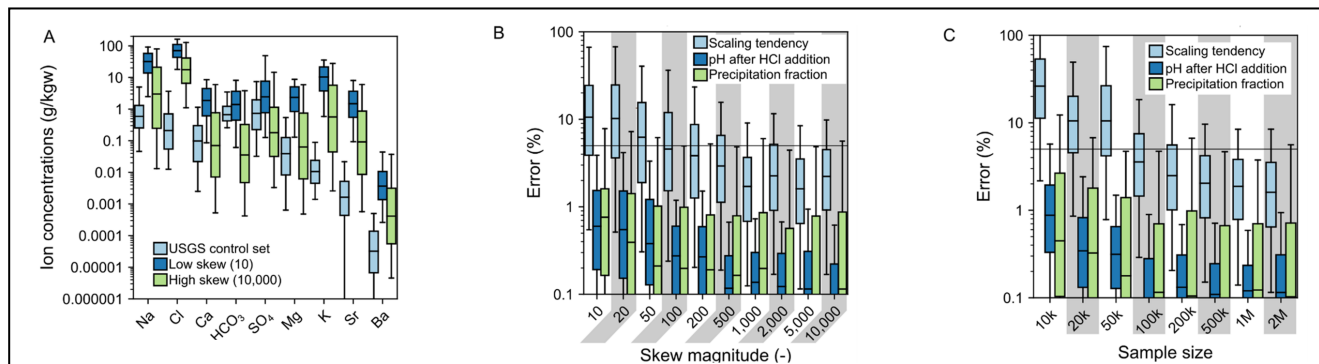 A
Ion concentrations (g/kgw)
100
10
1
0.1
0.01
0.001
0.0001
0.00001
0.000001
USGS control set
Low skew (10)
High skew (10,000)
Na
Cl
Ca
HCO₃
SO₄
Mg
K
Sr
Ba
B
Error (%)
100
10
1
0.1
Scaling tendency
pH after HCl addition
Precipitation fraction
10
20
50
100
200
500
1,000
2,000
5,000
10,000
Skew magnitude (-)
C
Error (%)
100
10
1
0.1
Scaling tendency
pH after HCl addition
Precipitation fraction
10k
20k
50k
100k
200k
500k
1M
2M
Sample size